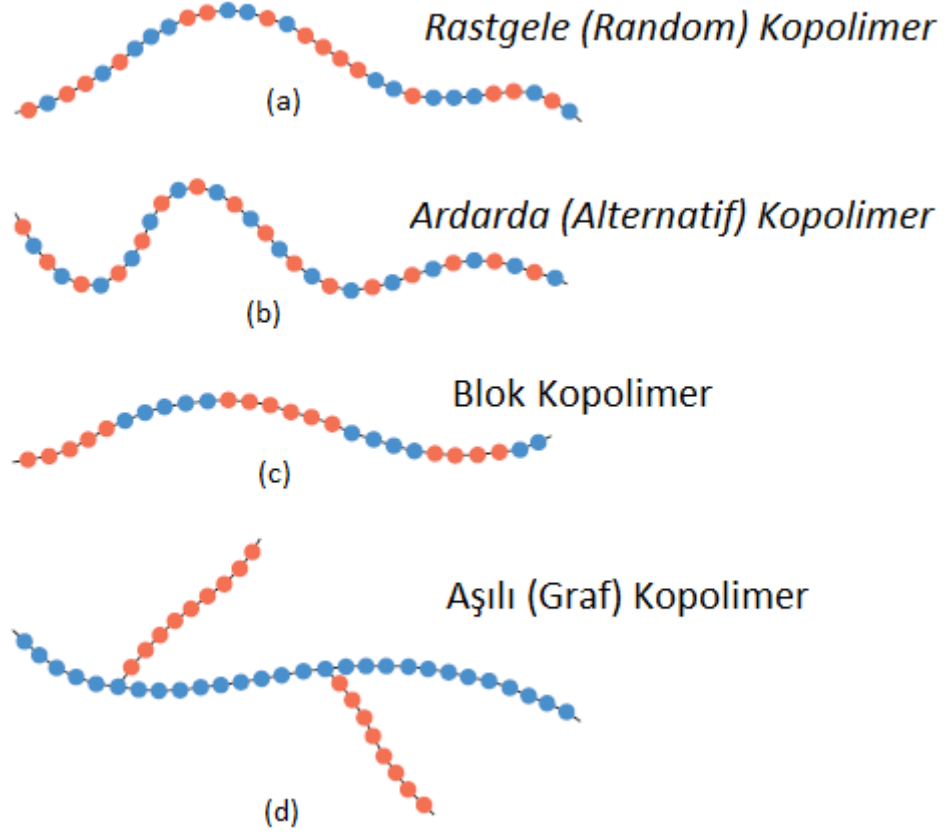 Rastgele (Random) Kopolimer
(a)
Ardarda (Alternatif) Kopolimer
(b)
Blok Kopolimer
(c)
Aşılı (Graf) Kopolimer
(d)